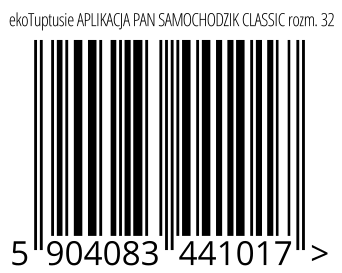 ekoTuptusie APLIKACJA PAN SAMOCHODZIK CLASSIC rozm. 32
5 904083 441017 >